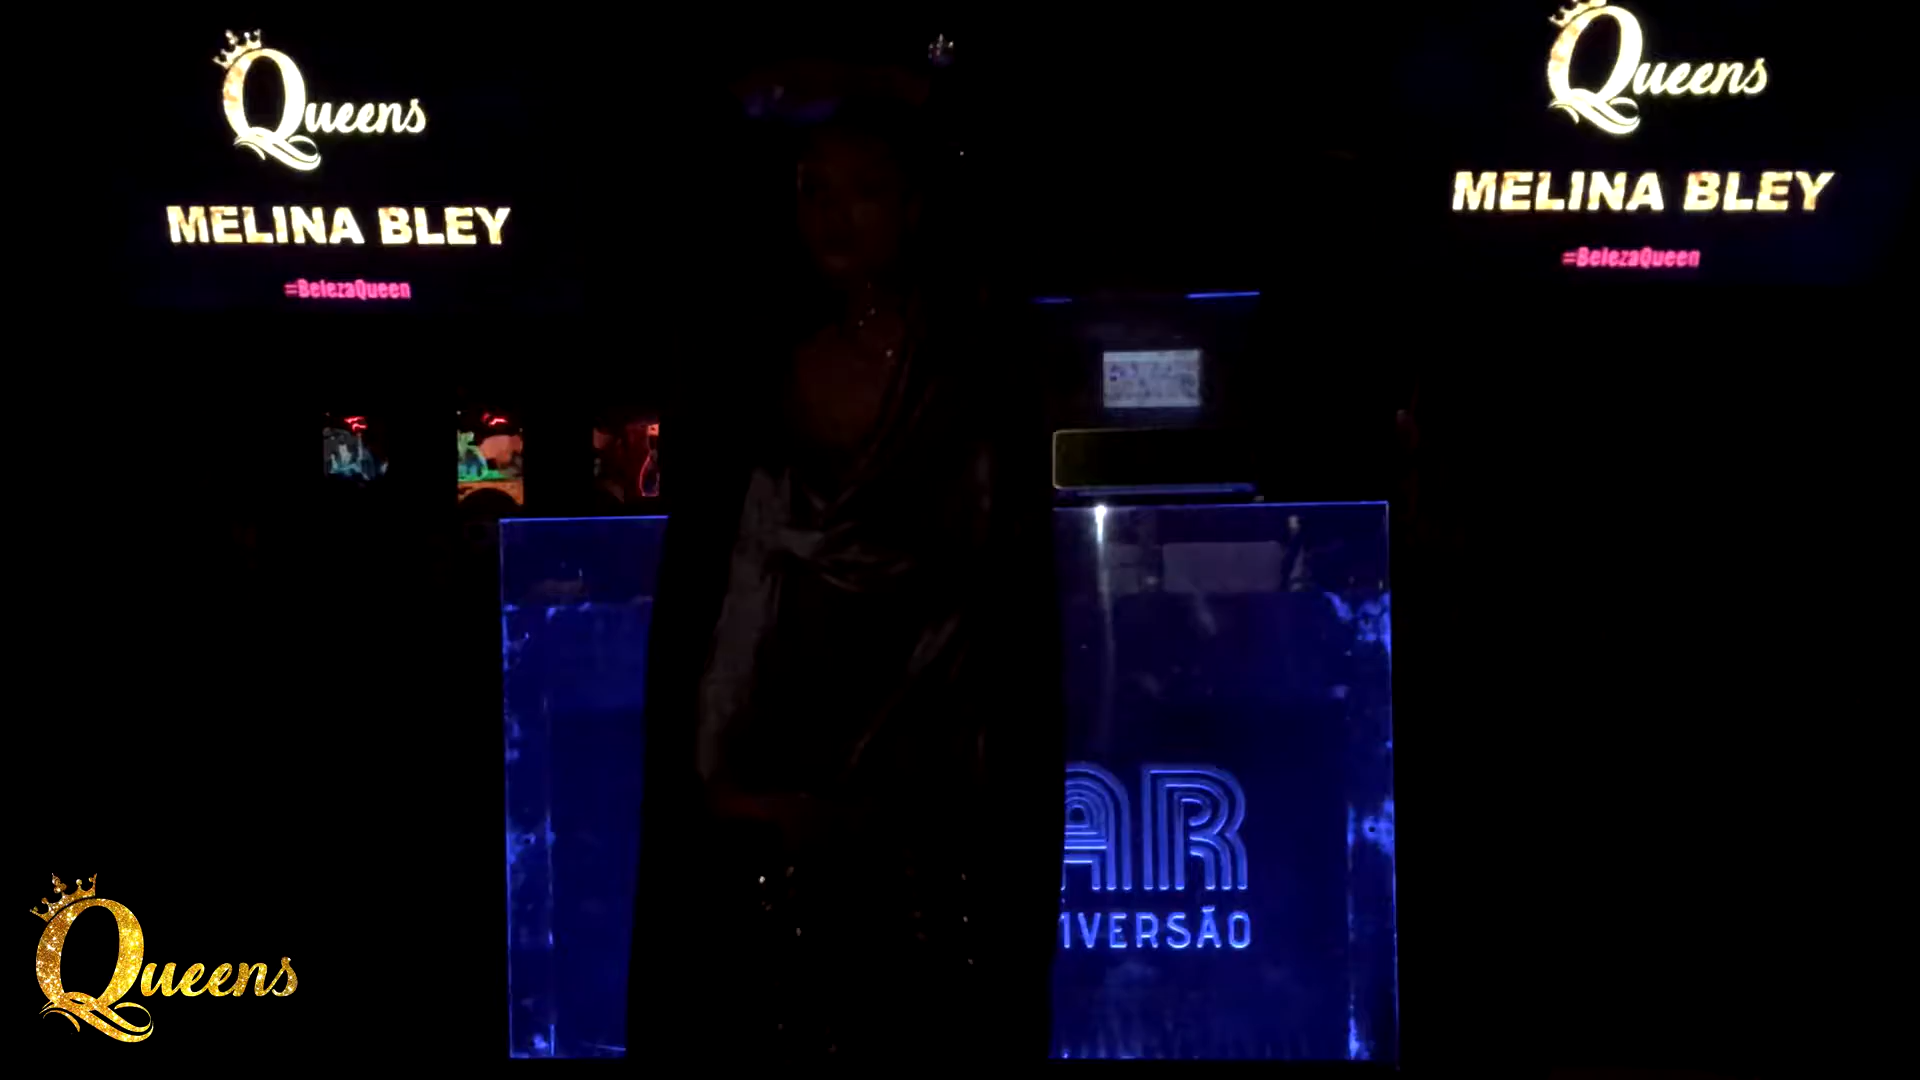 Queens
MELINA BLEY
=BelezaQueen
Queens
MELINA BLEY
=BelezaQueen
AR
IVERSÃO
Queens